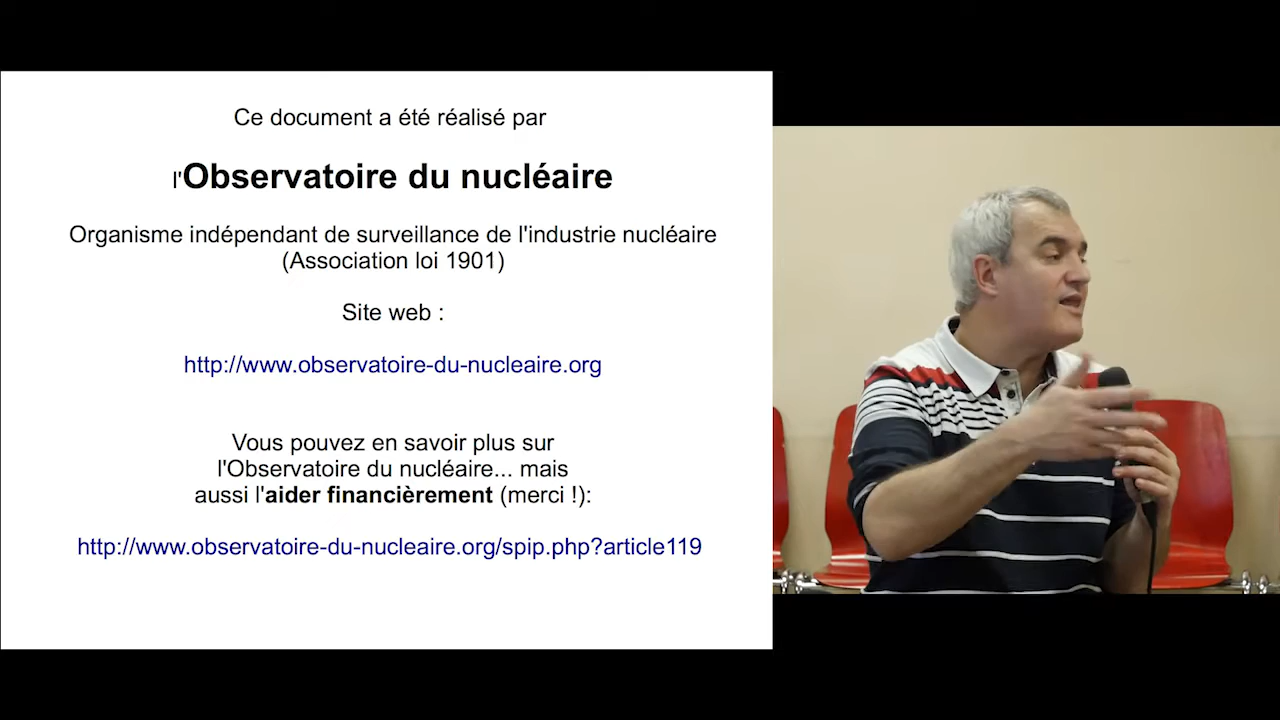 Ce document a été réalisé par
l'Observatoire du nucléaire
Organisme indépendant de surveillance de l'industrie nucléaire
(Association loi 1901)
Site web :
http://www.observatoire-du-nucleaire.org
Vous pouvez en savoir plus sur
l'Observatoire du nucléaire... mais
aussi l'aider financièrement (merci !):
http://www.observatoire-du-nucleaire.org/spip.php?article119